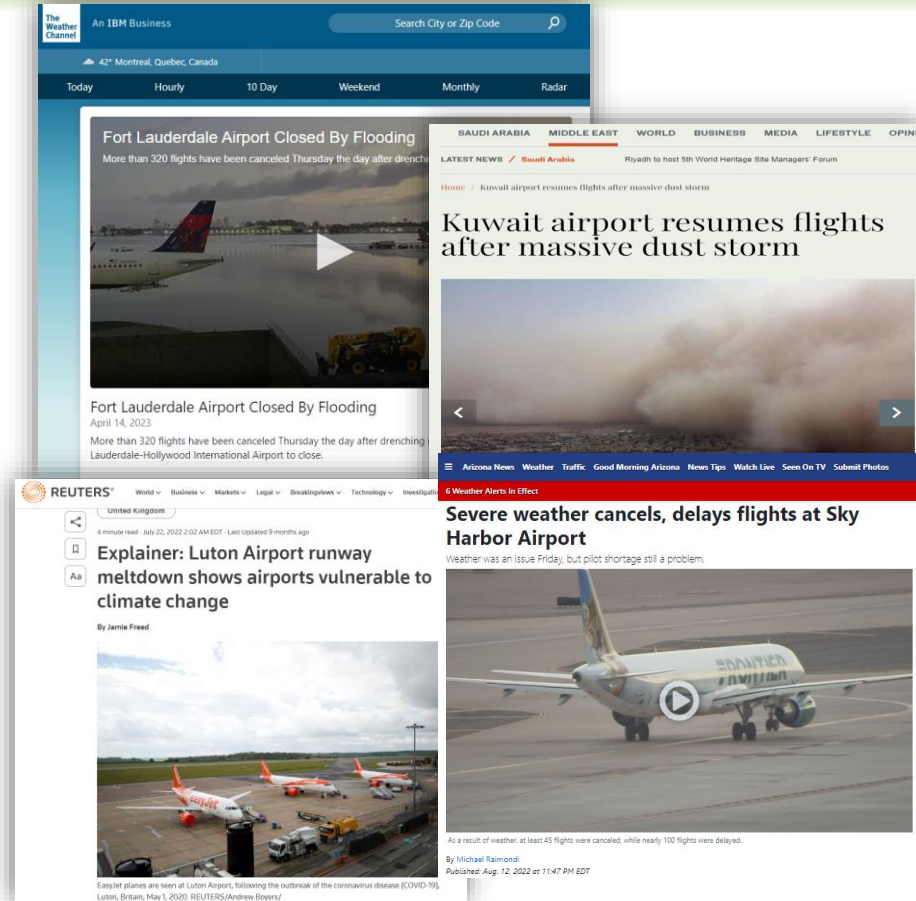 The
Weather
Channel
An IBM Business
Search City or Zip Code
42° Montreal, Quebec, Canada
Today Hourly 10 Day Weekend Monthly Radar
Fort Lauderdale Airport Closed By Flooding
More than 320 flights have been canceled Thursday the day after drenchi
Fort Lauderdale Airport Closed By Flooding
April 14, 2023
More than 320 flights have been canceled Thursday the day after drenching
Lauderdale-Hollywood International Airport to close.
SAUDI ARABIA MIDDLE EAST WORLD BUSINESS MEDIA LIFESTYLE OPINI
LATEST NEWS / Saudi Arabia Riyadh to host 5th World Heritage Site Managers' Forum
Home / Kuwait airport resumes flights after massive dust storm
Kuwait airport resumes flights
after massive dust storm
REUTERS® World Business Markets Legal Breakingviews Technology Investigati
United Kingdom
4 minute read · July 22, 2022 2:02 AM EDT · Last Updated 9 months ago
Aa
Explainer: Luton Airport runway
meltdown shows airports vulnerable to
climate change
By Jamie Freed
easyJet
EasyJet planes are seen at Luton Airport, following the outbreak of the coronavirus disease (COVID-19),
Luton, Britain, May 1, 2020. REUTERS/Andrew Boyers/
Arizona News Weather Traffic Good Morning Arizona News Tips Watch Live Seen On TV Submit Photos
6 Weather Alerts In Effect
Severe weather cancels, delays flights at Sky
Harbor Airport
Weather was an issue Friday, but pilot shortage still a problem.
FRONTIER
As a result of weather, at least 45 flights were canceled, while nearly 100 flights were delayed.
By Michael Raimondi
Published: Aug. 12, 2022 at 11:47 PM EDT